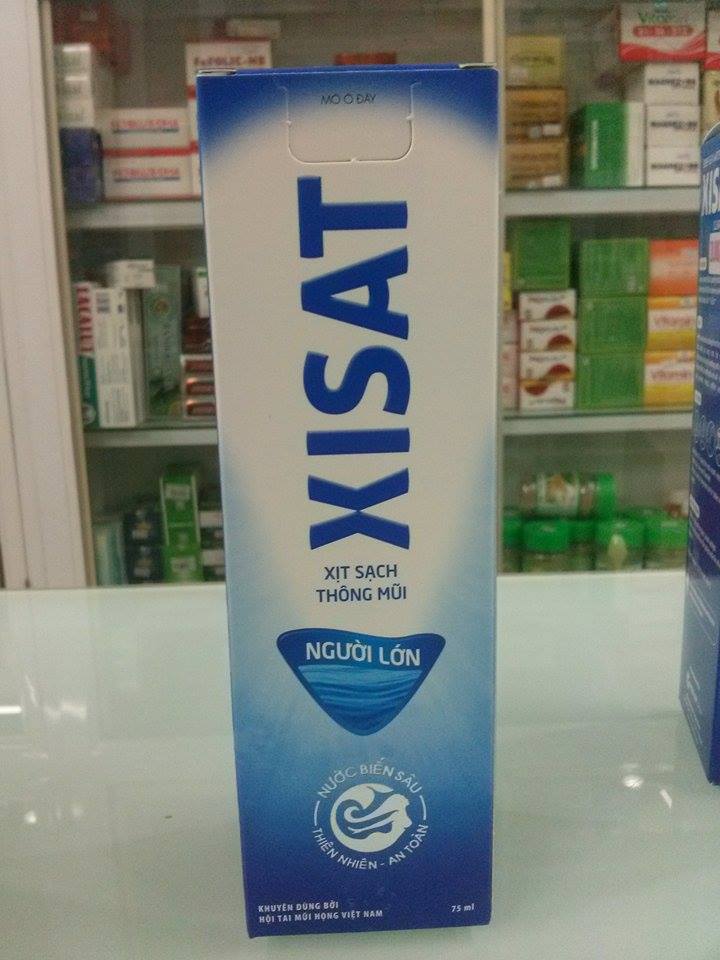 MỞ Ở ĐÂY
XISAT
XỊT SẠCH
THÔNG MŨI
NGƯỜI LỚN
NƯỚC BIỂN SÂU
THIÊN NHIÊN - AN TOÀN
KHUYÊN DÙNG BỞI
HỘI TAI MŨI HỌNG VIỆT NAM
75 ml